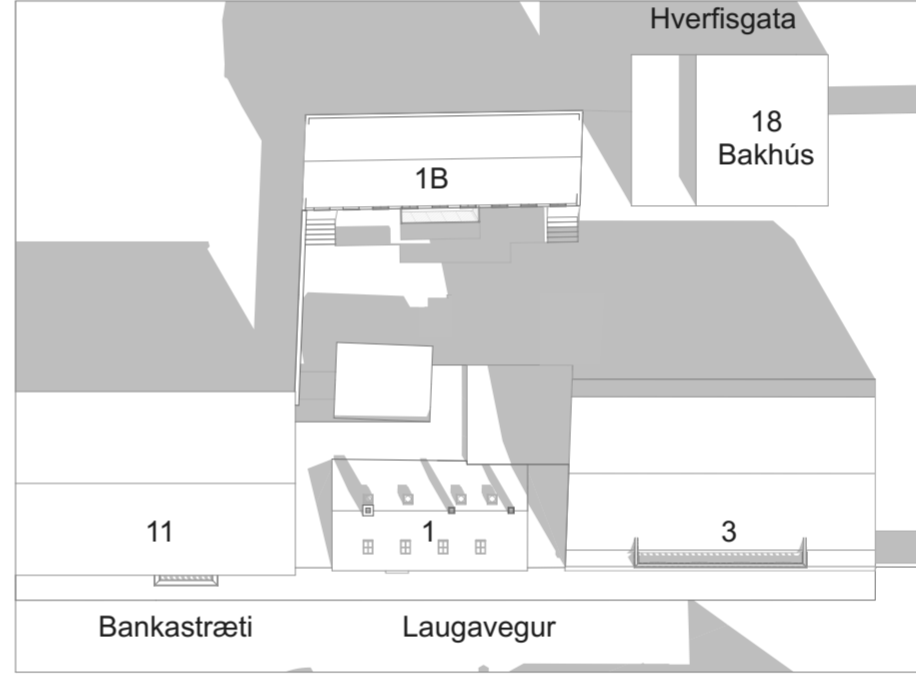 Hverfisgata
18
Bakhús
1B
11
1
3
Bankastræti
Laugavegur